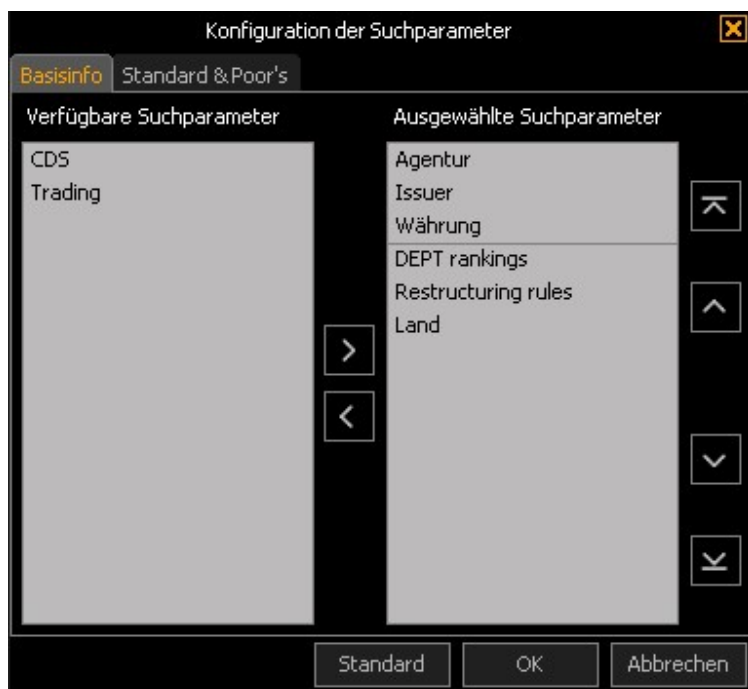 Konfiguration der Suchparameter
Basisinfo Standard & Poor's
Verfügbare Suchparameter
CDS
Trading
Ausgewählte Suchparameter
Agentur
Issuer
Währung
DEPT rankings
Restructuring rules
Land
Standard OK Abbrechen